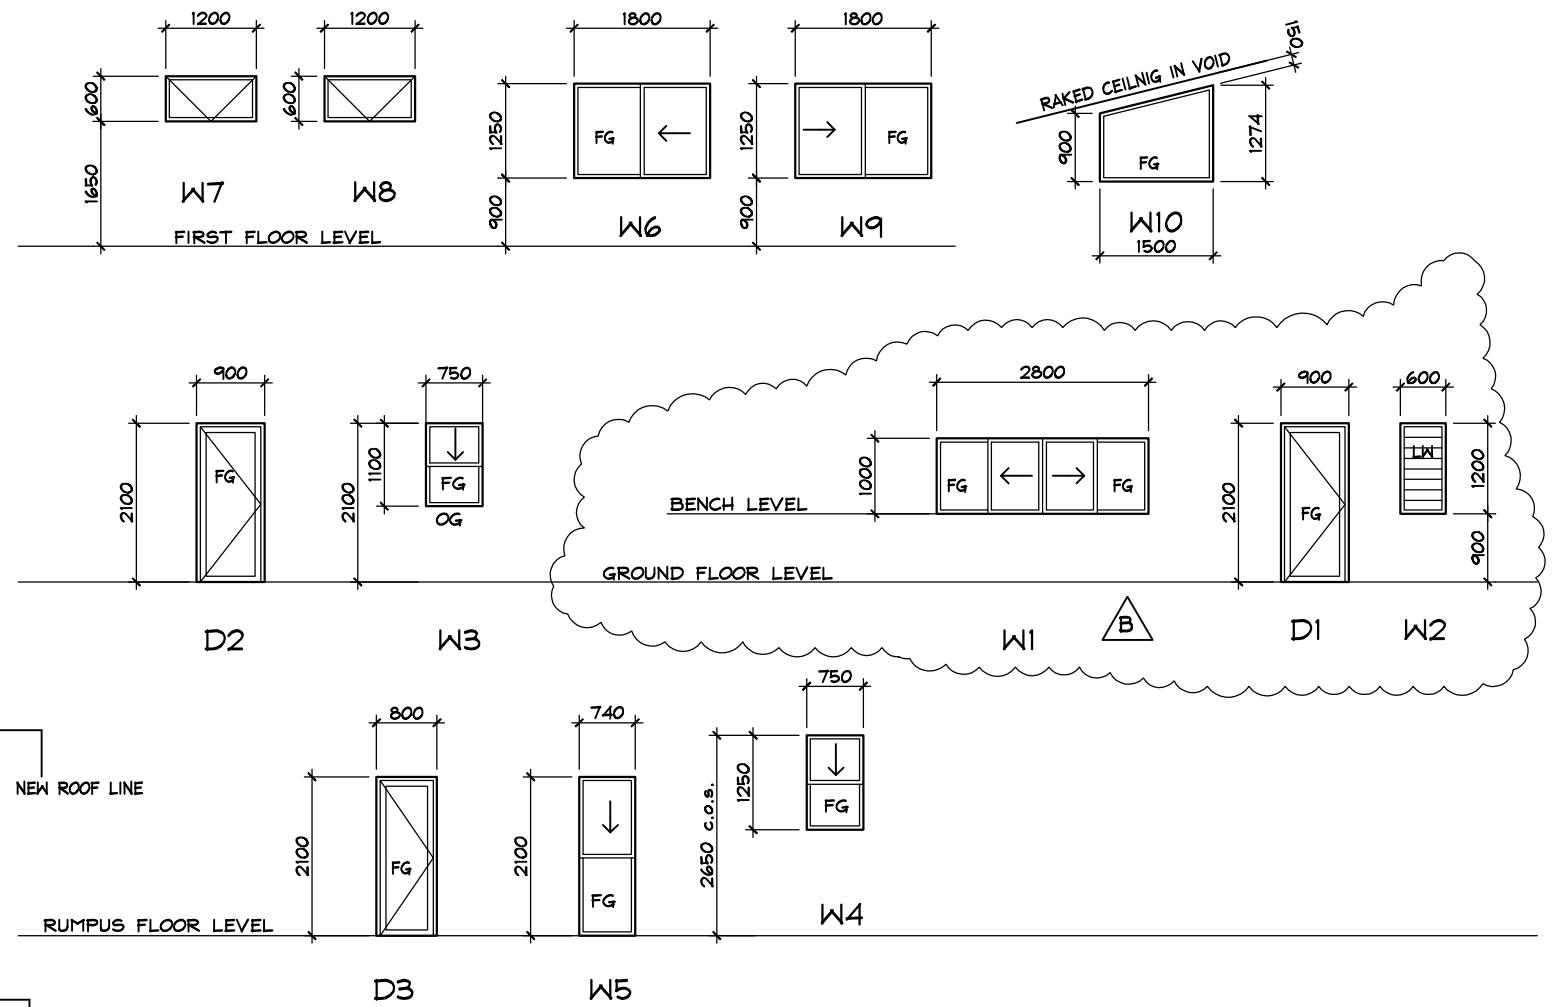 1200
1200
1800
1800
150
RAKED CEILNIG IN VOID
600
600
1250
1250
900
1274
FG
FG
FG
1650
W7
W8
900
W6
900
W9
W10
FIRST FLOOR LEVEL
1500
900
750
2800
900
600
2100
FG
2100
1100
FG
OG
1000
FG
FG
2100
FG
LW
1200
BENCH LEVEL
900
GROUND FLOOR LEVEL
D2
W3
W1
B
D1
W2
750
800
740
NEW ROOF LINE
2100
FG
2100
FG
2650 c.o.s.
1250
FG
W4
RUMPUS FLOOR LEVEL
D3
W5